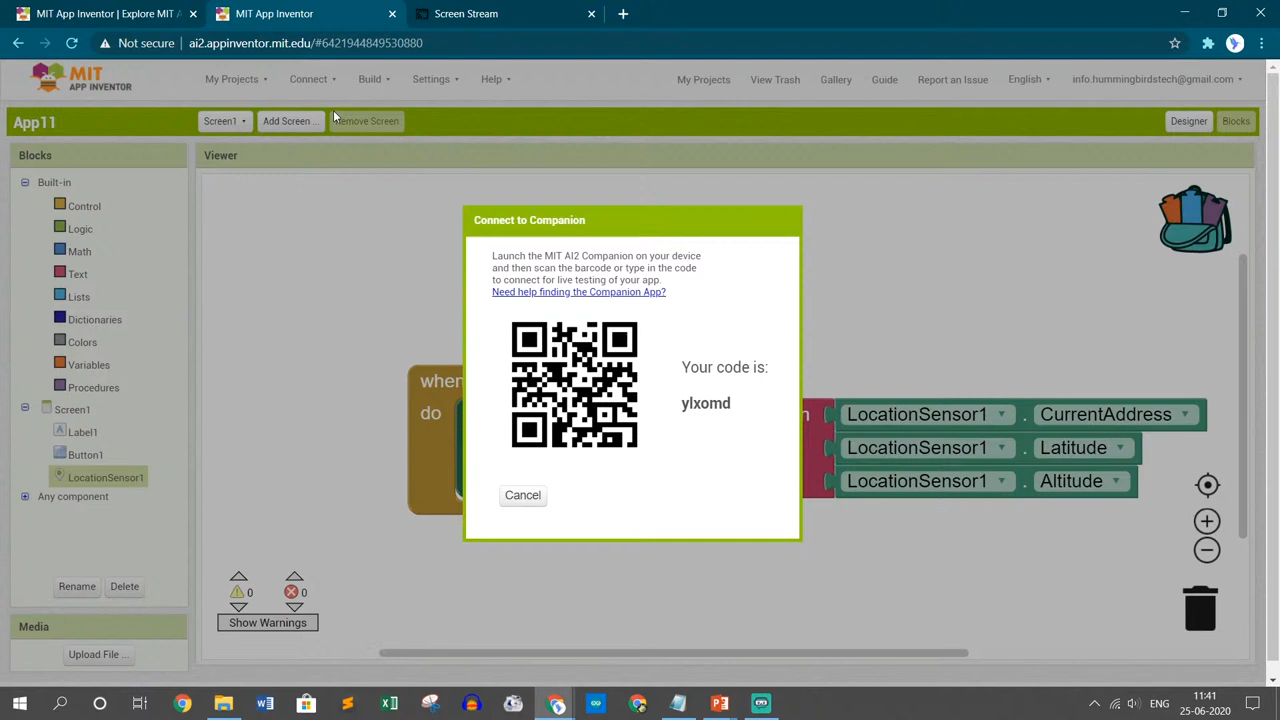 MIT App Inventor | Explore MIT A
MIT App Inventor
Screen Stream
Not secure
ai2.appinventor.mit.edu/#6421944849530880
MIT
APP INVENTOR
My Projects
Connect
Build
Settings
Help
My Projects
View Trash
Gallery
Guide
Report an Issue
English
info.hummingbirdstech@gmail.com
App11
Screen1
Add Screen ...
Remove Screen
Designer
Blocks
Blocks
Viewer
Built-in
Control
Logic
Math
Text
Lists
Dictionaries
Colors
Variables
Procedures
Screen1
Label1
Button1
LocationSensor1
Any component
Rename
Delete
Media
Upload File ...
Connect to Companion
Launch the MIT AI2 Companion on your device
and then scan the barcode or type in the code
to connect for live testing of your app.
Need help finding the Companion App?
Your code is:
ylxomd
Cancel
when
do
LocationSensor1 . CurrentAddress
LocationSensor1 . Latitude
LocationSensor1 . Altitude
0
0
Show Warnings
ENG
11:41
25-06-2020